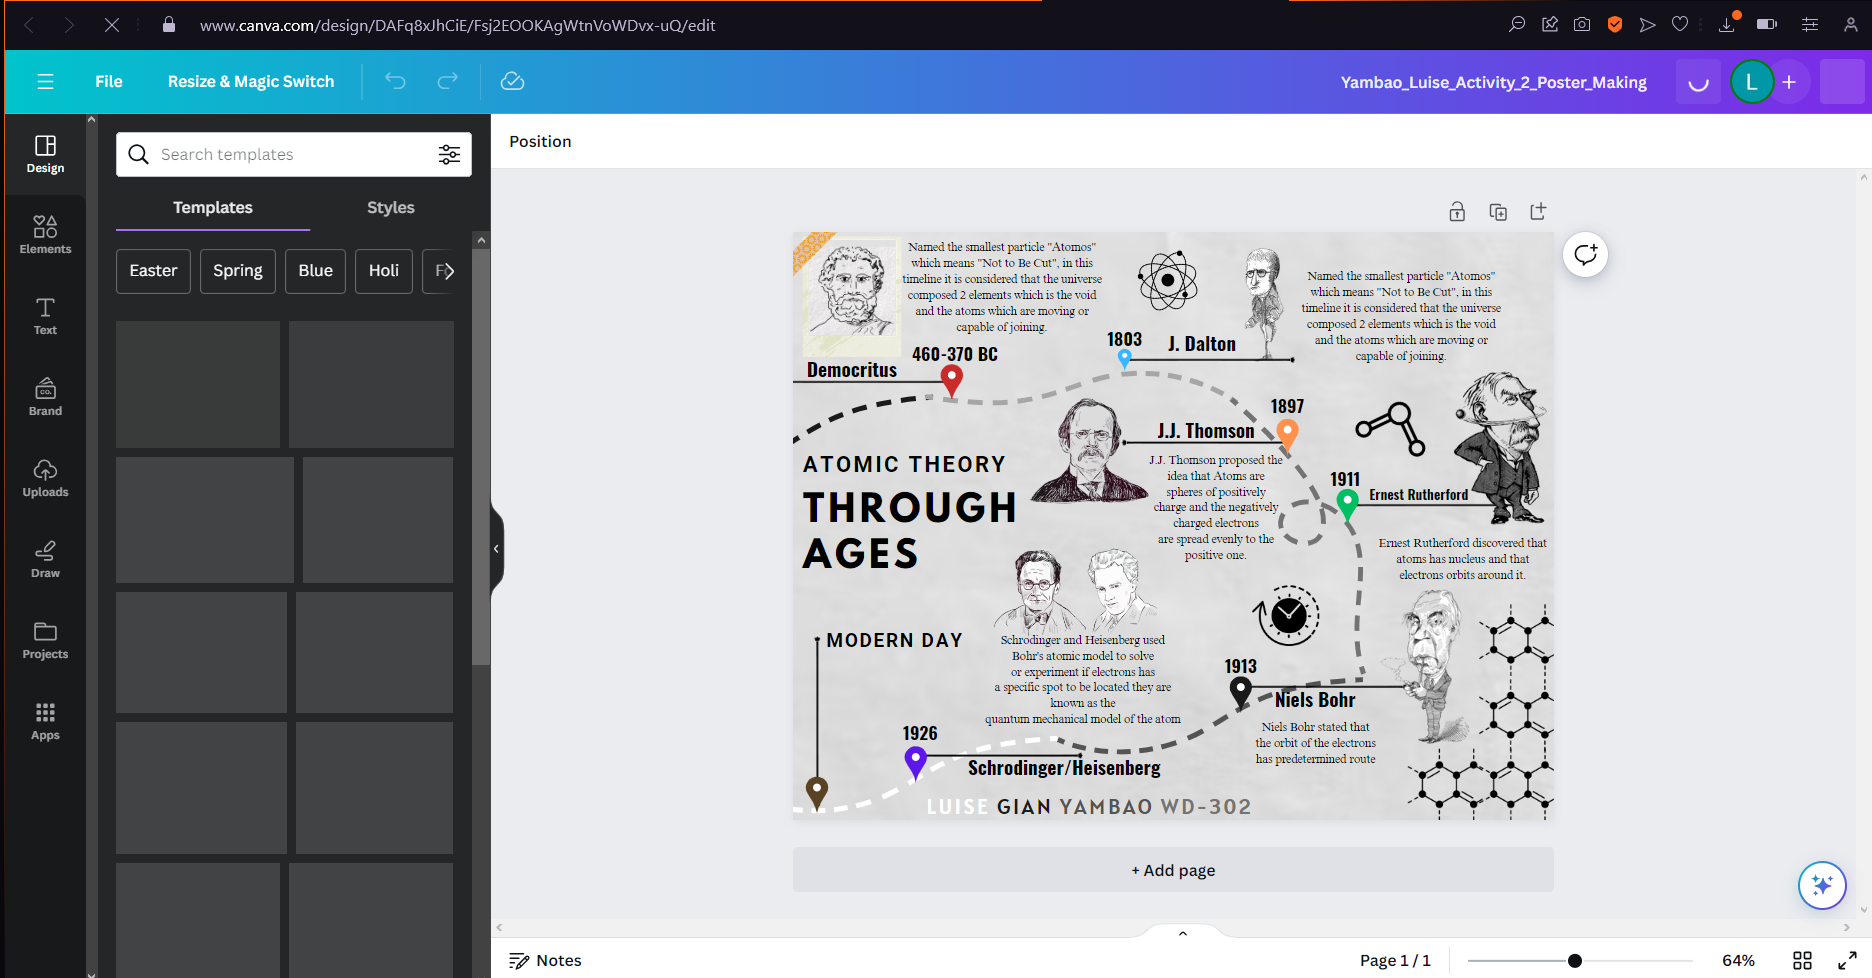 www.canva.com/design/DAFq8xJhCiE/Fsj2EOOKAgWtnVoWDvx-uQ/edit
File
Resize & Magic Switch
Yambao_Luise_Activity_2_Poster_Making
L
+
Design
Elements
Text
Brand
Uploads
Draw
Projects
Apps
Search templates
Templates
Styles
Easter
Spring
Blue
Holi
Position
Named the smallest particle "Atomos"
which means "Not to Be Cut", in this
timeline it is considered that the universe
composed 2 elements which is the void
and the atoms which are moving or
capable of joining.
460-370 BC
Democritus
1803
J. Dalton
Named the smallest particle "Atomos"
which means "Not to Be Cut", in this
timeline it is considered that the universe
composed 2 elements which is the void
and the atoms which are moving or
capable of joining.
1897
J.J. Thomson
J.J. Thomson proposed the
idea that Atoms are
spheres of positively
charge and the negatively
charged electrons
are spread evenly to the
positive one.
ATOMIC THEORY
THROUGH
AGES
1911
Ernest Rutherford
Ernest Rutherford discovered that
atoms has nucleus and that
electrons orbits around it.
MODERN DAY
Schrodinger and Heisenberg used
Bohr's atomic model to solve
or experiment if electrons has
a specific spot to be located they are
known as the
quantum mechanical model of the atom
1913
Niels Bohr
Niels Bohr stated that
the orbit of the electrons
has predetermined route
1926
Schrodinger/Heisenberg
LUISE GIAN YAMBAO WD-302
+ Add page
Notes
Page 1 / 1
64%